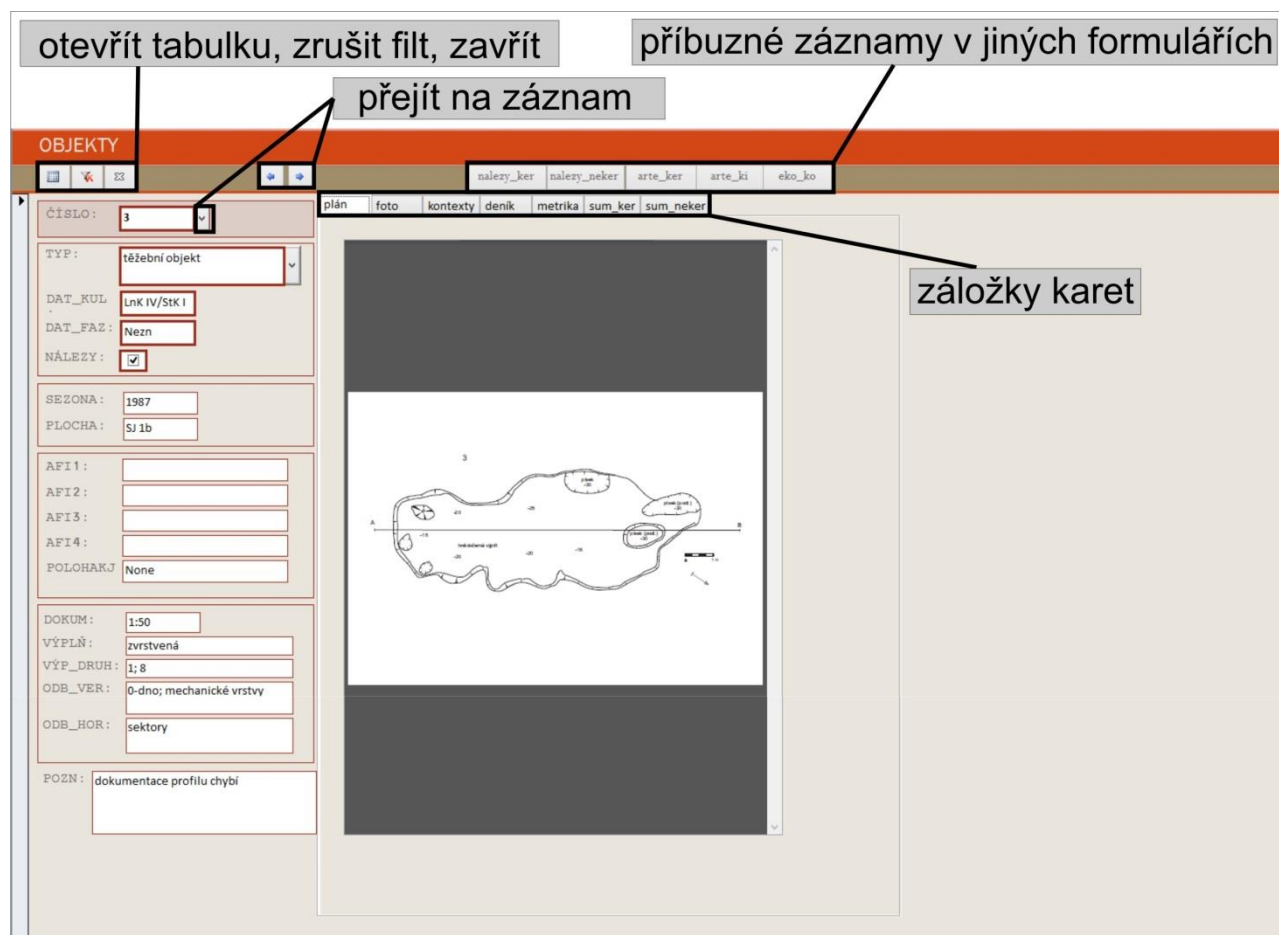 otevřít tabulku, zrušit filt, zavřít
příbuzné záznamy v jiných formulářích
přejít na záznam
OBJEKTY
nalezy_ker nalezy_neker arte_ker arte_ki eko_ko
plán foto kontexty deník metrika sum_ker sum_neker
záložky karet
ČÍSLO: 3
TYP: těžební objekt
DAT_KUL
LnK IV/StK I
DAT_FAZ: Nezn
NÁLEZY:
SEZONA: 1987
PLOCHA: SJ 1b
AFI1:
AFI2:
AFI3:
AFI4:
POLOHAKJ None
DOKUM: 1:50
VÝPLŇ: zvrstvená
VÝP_DRUH: 1; 8
ODB_VER: 0-dno; mechanické vrstvy
ODB_HOR: sektory
POZN: dokumentace profilu chybí
3
A
B